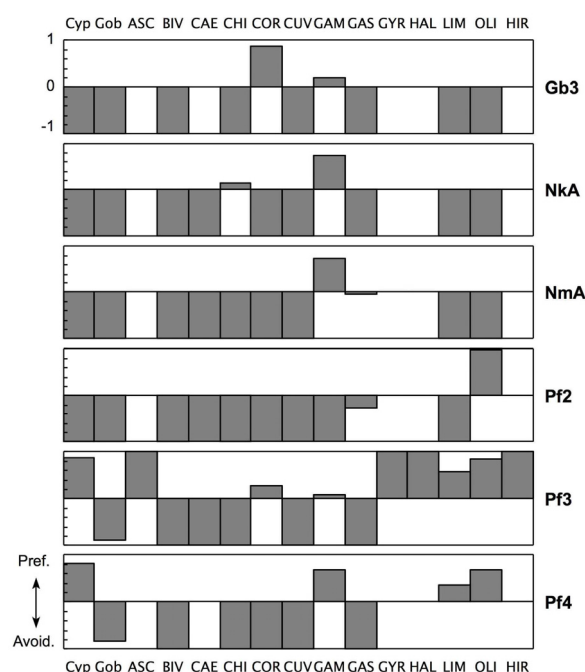 Cyp Gob ASC BIV CAE CHI COR CUV GAM GAS GYR HAL LIM OLI HIR
1
0
-1
Gb3
NkA
NmA
Pf2
Pf3
Pref.
Avoid.
Pf4
Cyp Gob ASC BIV CAE CHI COR CUV GAM GAS GYR HAL LIM OLI HIR